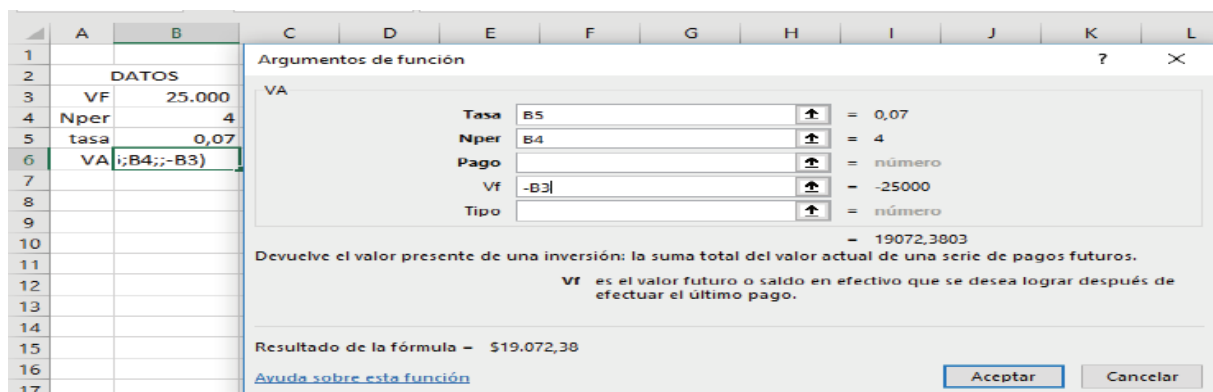 A B C D E F G H I J K L
1
2 DATOS
3 VF 25.000
4 Nper 4
5 tasa 0,07
6 VA ;B4;;-B3)
7
8
9
10
11
12
13
14
15
16
17
Argumentos de función ? ×
VA
Tasa B5 = 0,07
Nper B4 = 4
Pago = número
Vf -B3 = -25000
Tipo = número
= 19072,3803
Devuelve el valor presente de una inversión: la suma total del valor actual de una serie de pagos futuros.
Vf es el valor futuro o saldo en efectivo que se desea lograr después de
efectuar el último pago.
Resultado de la fórmula = $19.072,38
Ayuda sobre esta función Aceptar Cancelar